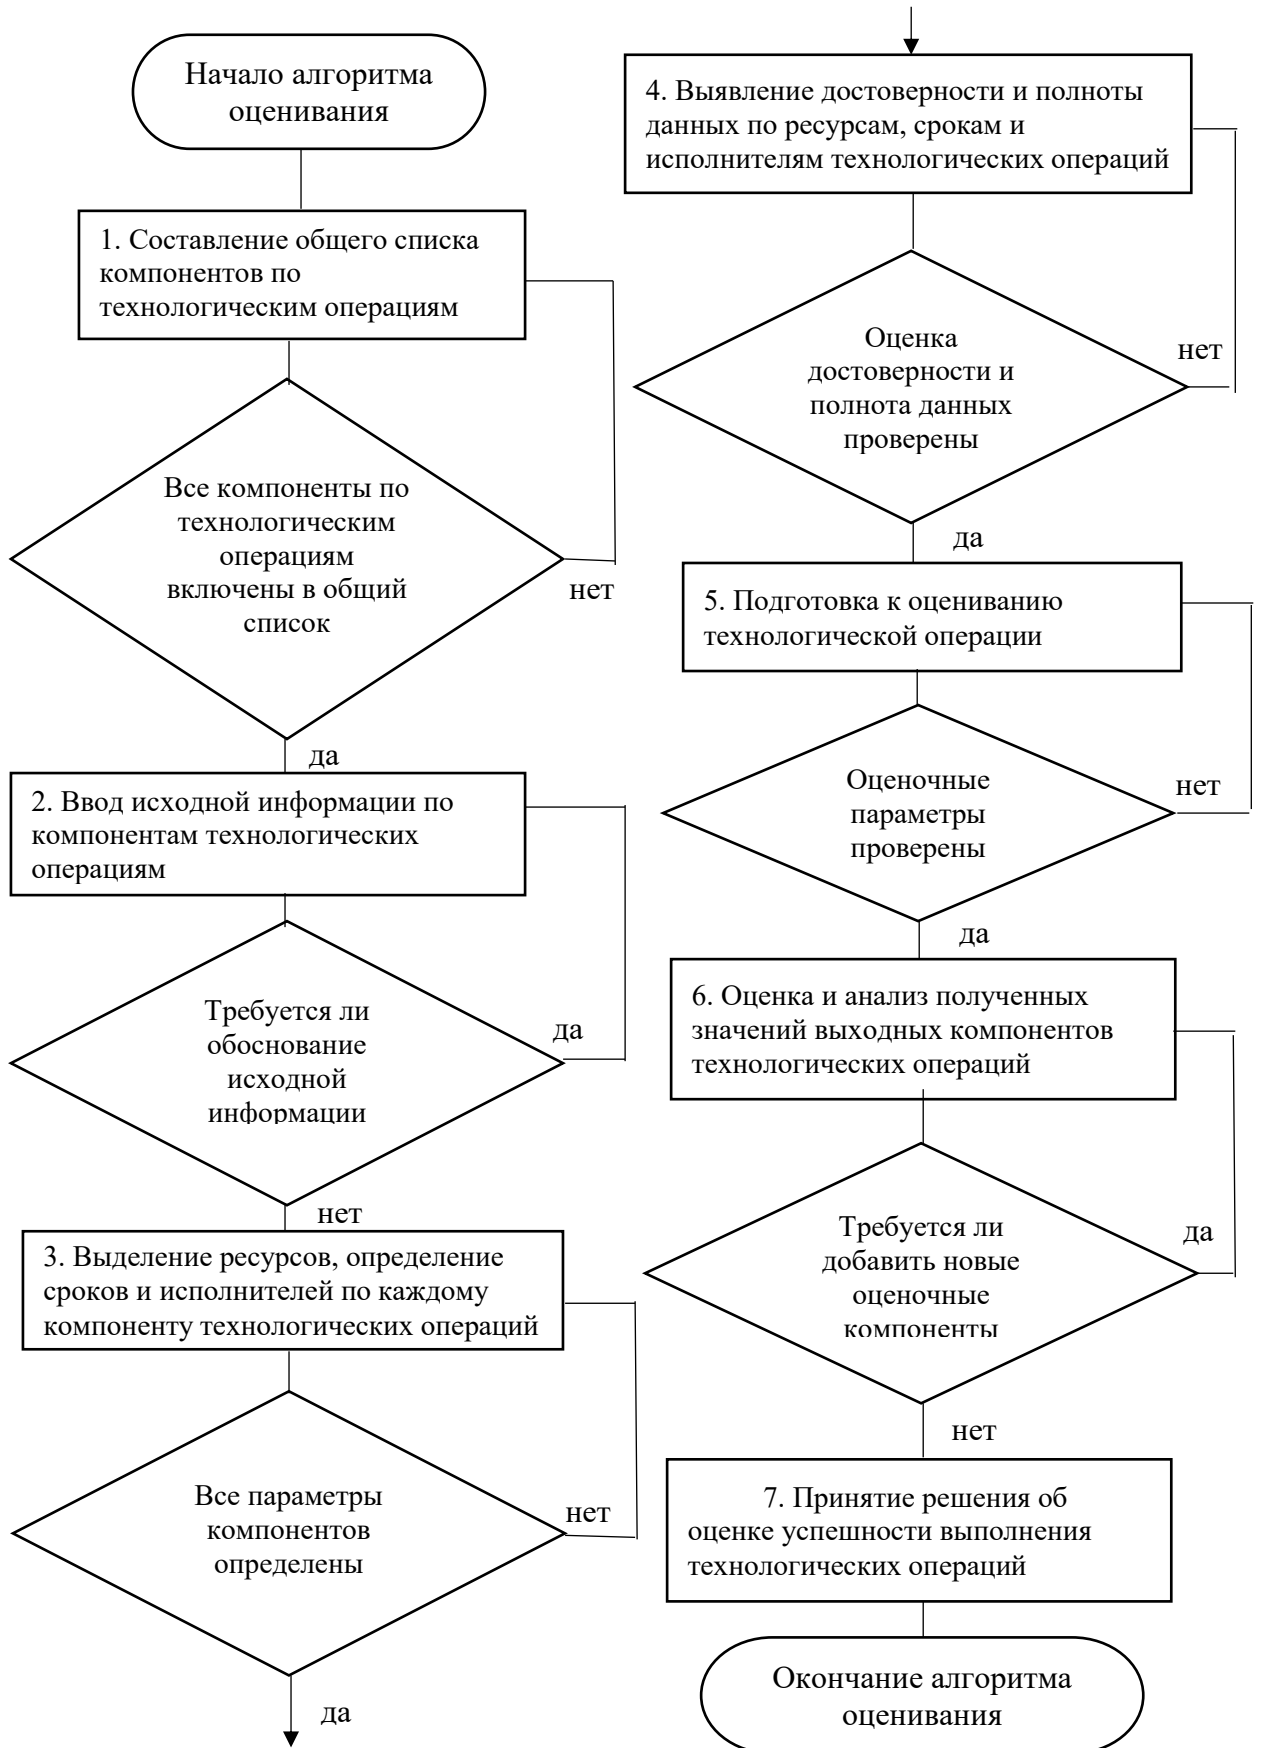 Начало алгоритма
оценивания
1. Составление общего списка
компонентов по
технологическим операциям
Все компоненты по
технологическим
операциям
включены в общий
список
нет
да
2. Ввод исходной информации по
компонентам технологических
операциям
Требуется ли
обоснование
исходной
информации
да
нет
3. Выделение ресурсов, определение
сроков и исполнителей по каждому
компоненту технологических операций
Все параметры
компонентов
определены
нет
да
4. Выявление достоверности и полноты
данных по ресурсам, срокам и
исполнителям технологических операций
Оценка
достоверности и
полнота данных
проверены
нет
да
5. Подготовка к оцениванию
технологической операции
Оценочные
параметры
проверены
нет
да
6. Оценка и анализ полученных
значений выходных компонентов
технологических операций
Требуется ли
добавить новые
оценочные
компоненты
да
нет
7. Принятие решения об
оценке успешности выполнения
технологических операций
Окончание алгоритма
оценивания